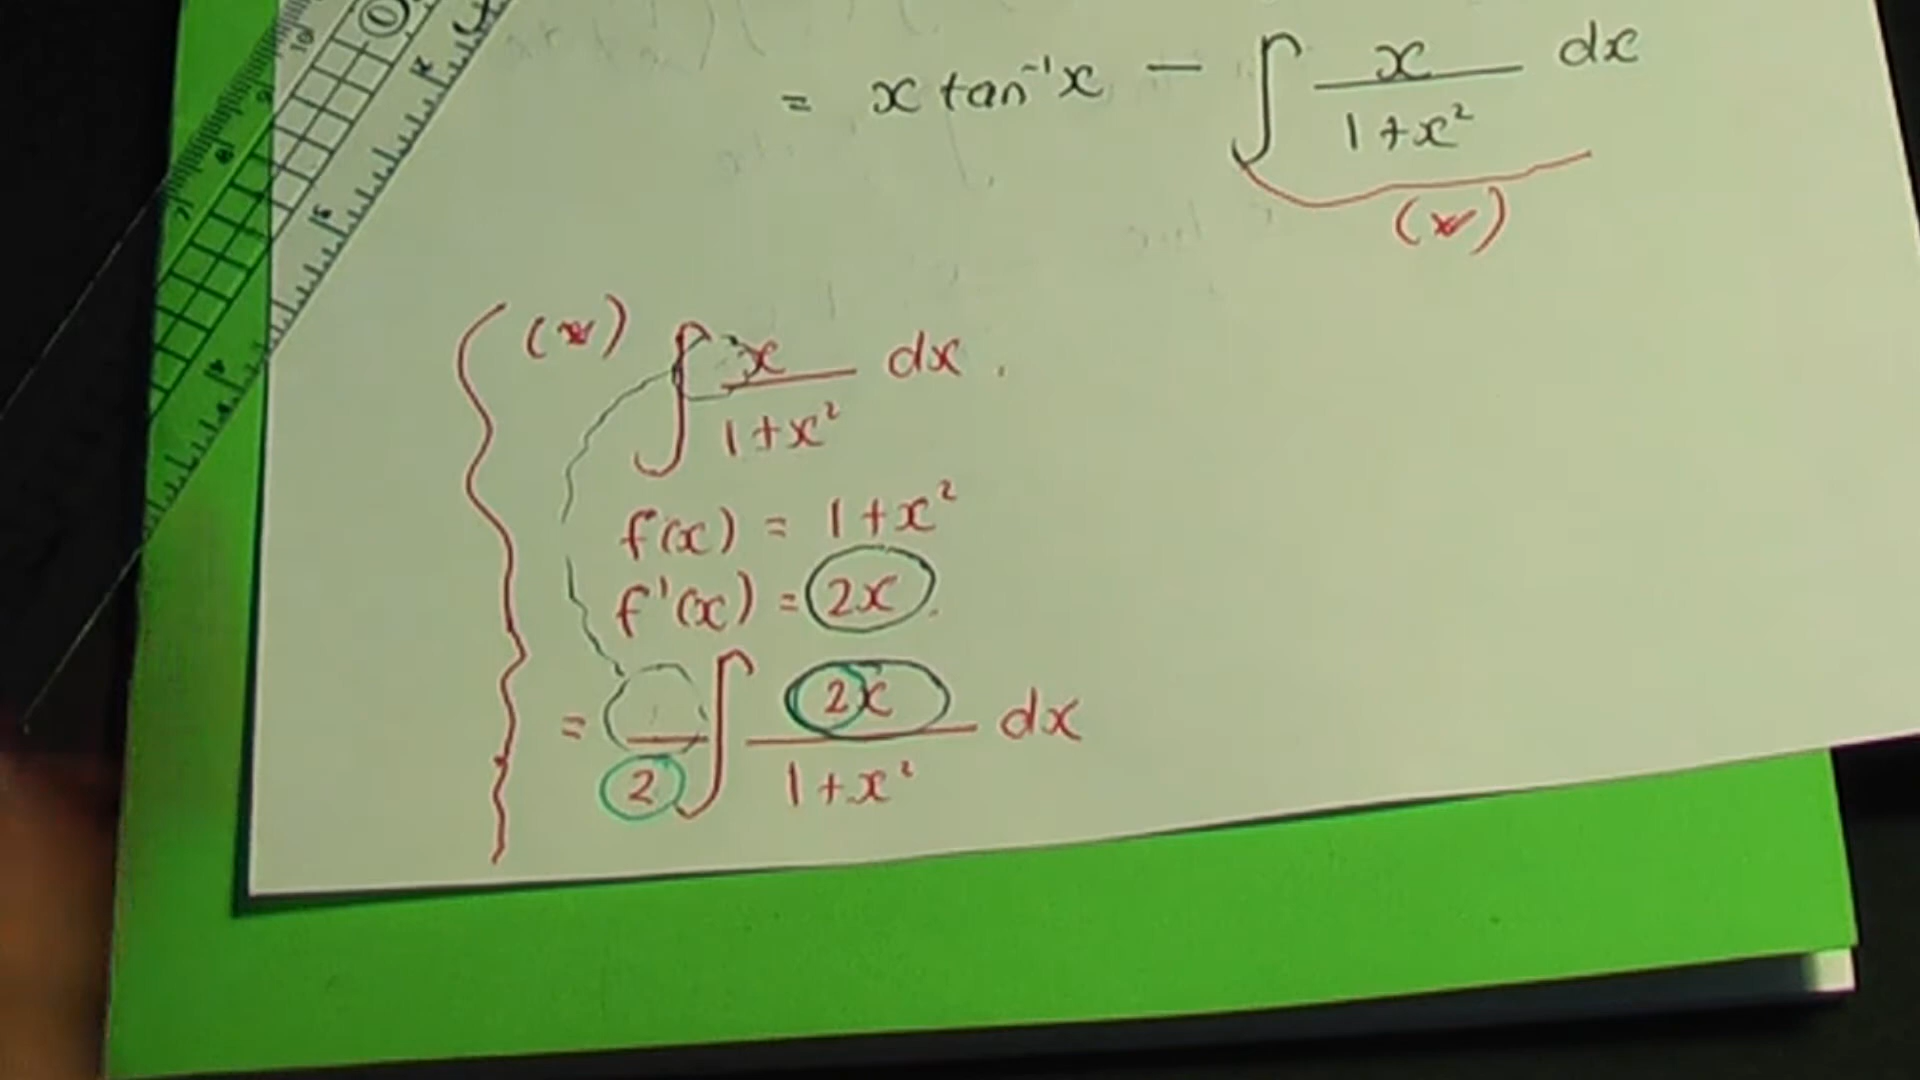 = x tan⁻¹x − ∫ x/(1+x²) dx
(*)
(*) ∫ x/(1+x²) dx.
f(x) = 1+x²
f'(x) = 2x.
= 1/2 ∫ 2x/(1+x²) dx